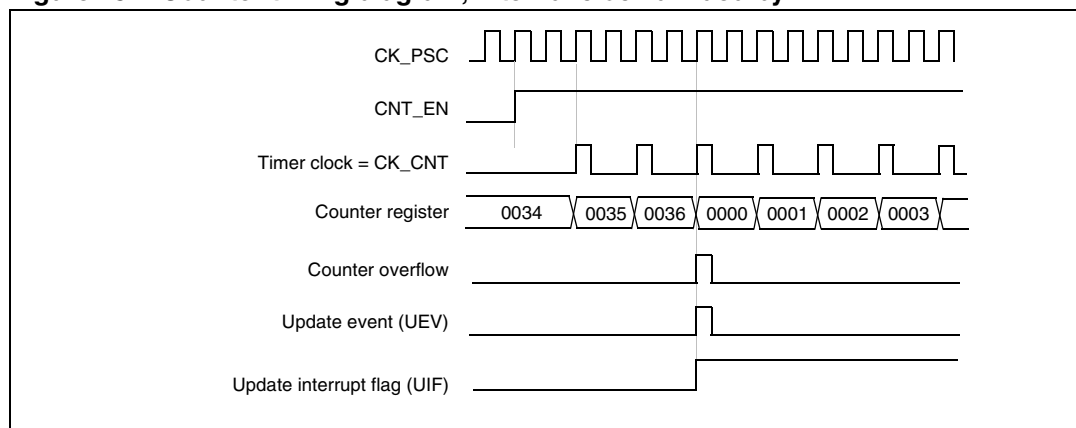 CK_PSC
CNT_EN
Timer clock = CK_CNT
Counter register 0034 0035 0036 0000 0001 0002 0003
Counter overflow
Update event (UEV)
Update interrupt flag (UIF)